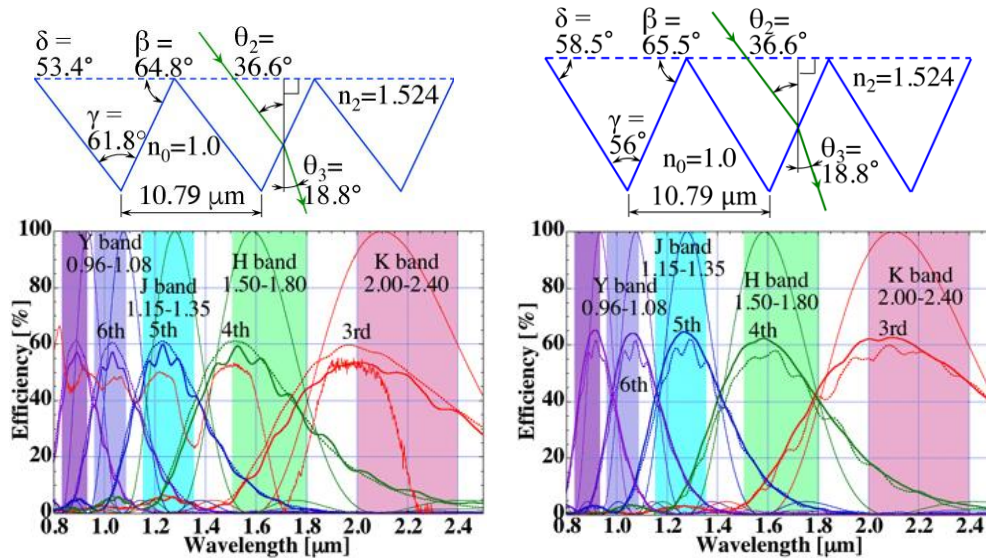 δ =
53.4°
β =
64.8°
θ2=
36.6°
n2=1.524
γ =
61.8°
n0=1.0
θ3=
18.8°
10.79 μm
δ =
58.5°
β =
65.5°
θ2=
36.6°
n2=1.524
γ =
56°
n0=1.0
θ3=
18.8°
10.79 μm
Efficiency [%]
100
80
60
40
20
0
Y band
0.96-1.08
J band
1.15-1.35
H band
1.50-1.80
K band
2.00-2.40
6th
5th
4th
3rd
0.8 1.0 1.2 1.4 1.6 1.8 2.0 2.2 2.4
Wavelength [μm]
Efficiency [%]
100
80
60
40
20
0
J band
1.15-1.35
Y band
0.96-1.08
H band
1.50-1.80
K band
2.00-2.40
6th
5th
4th
3rd
0.8 1.0 1.2 1.4 1.6 1.8 2.0 2.2 2.4
Wavelength [μm]